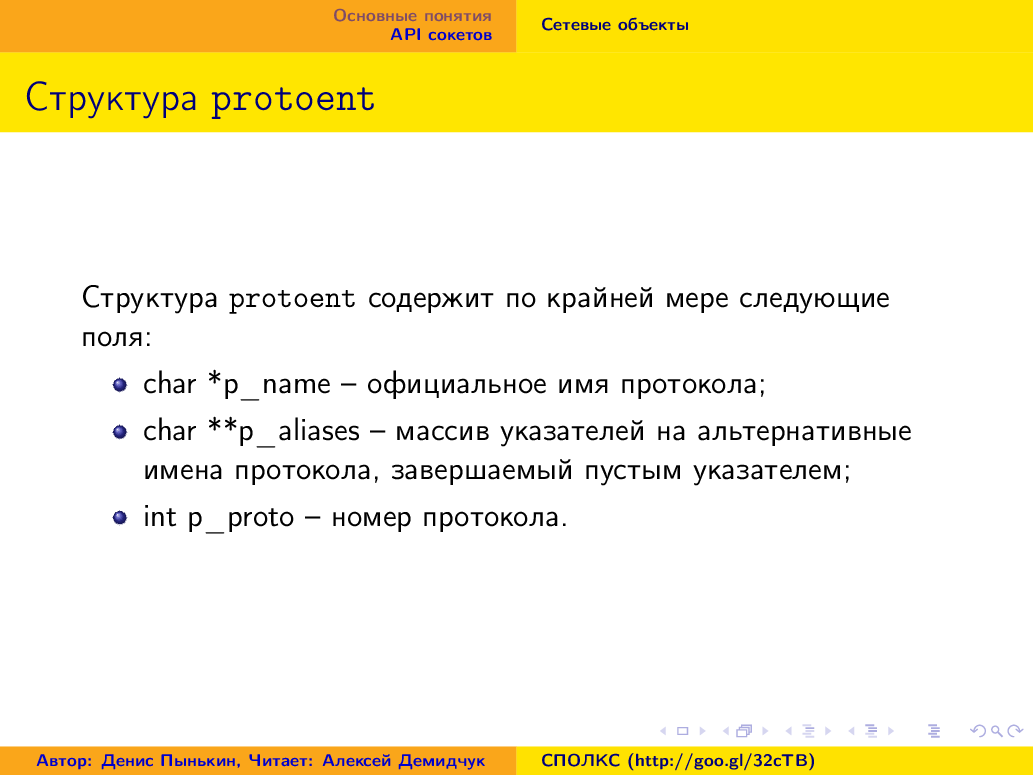 Основные понятия
API сокетов
Сетевые объекты
Структура protoent
Структура protoent содержит по крайней мере следующие
поля:
char *p_name – официальное имя протокола;
char **p_aliases – массив указателей на альтернативные
имена протокола, завершаемый пустым указателем;
int p_proto – номер протокола.
Автор: Денис Пынькин, Читает: Алексей Демидчук
СПОЛКС (http://goo.gl/32cTB)